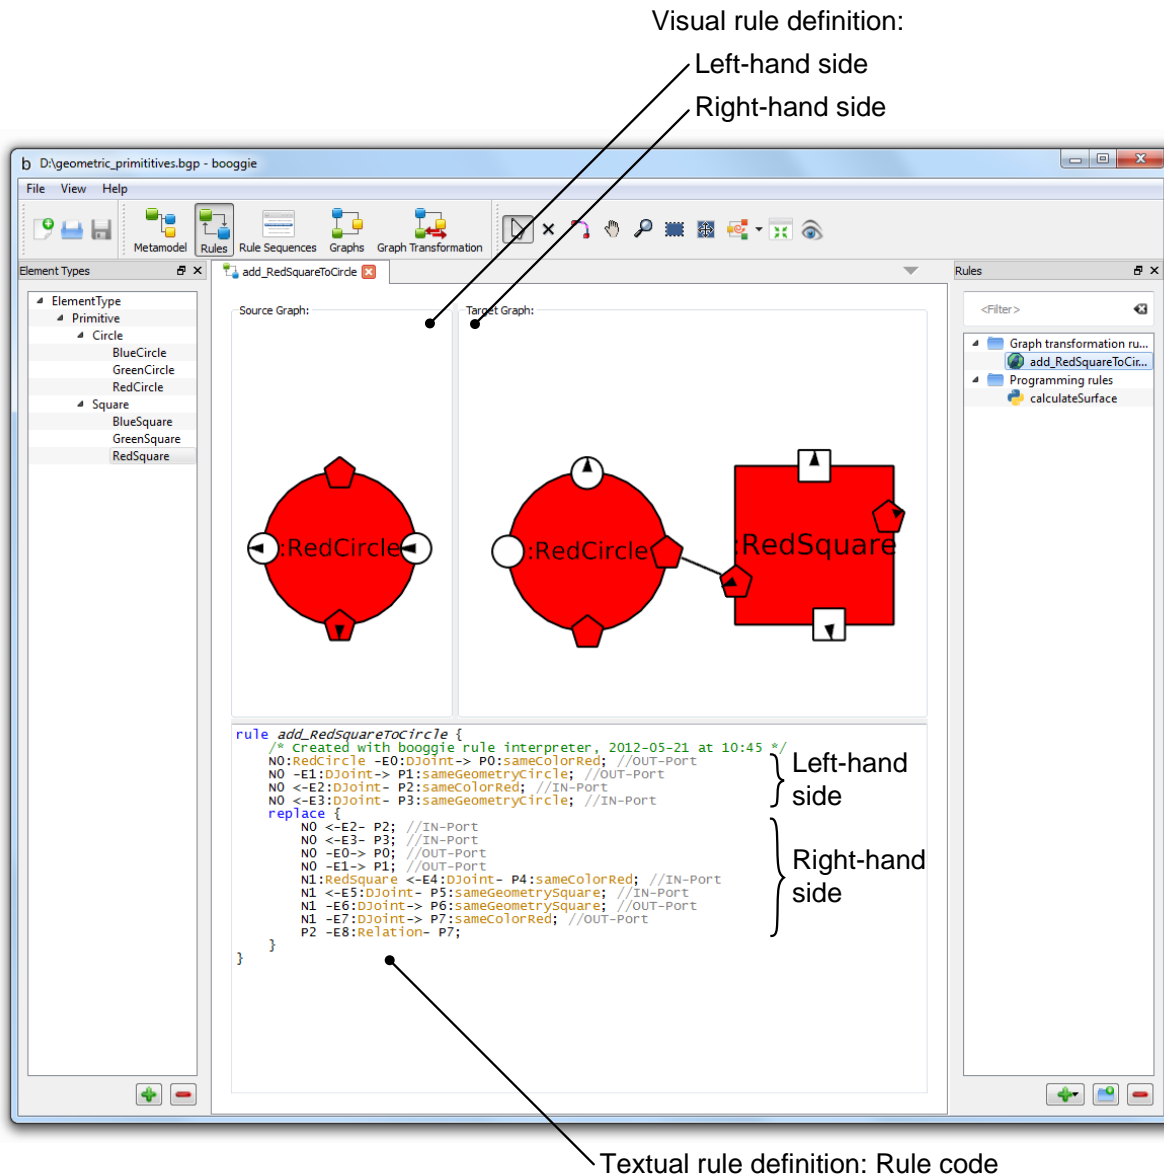 Visual rule definition:
Left-hand side
Right-hand side
b D:\geometric_primititives.bgp - booggie
File View Help
Metamodel Rules Rule Sequences Graphs Graph Transformation
Element Types
add_RedSquareToCircle
Rules
ElementType
Primitive
Circle
BlueCircle
GreenCircle
RedCircle
Square
BlueSquare
GreenSquare
RedSquare
Source Graph:
Target Graph:
<Filter>
Graph transformation ru...
add_RedSquareToCir...
Programming rules
calculateSurface
:RedCircle
:RedCircle
:RedSquare
rule add_RedSquareToCircle {
/* Created with booggie rule interpreter, 2012-05-21 at 10:45 */
N0:RedCircle -E0:DJoint-> P0:sameColorRed; //OUT-Port
N0 -E1:DJoint-> P1:sameGeometryCircle; //OUT-Port
N0 <-E2:DJoint- P2:sameColorRed; //IN-Port
N0 <-E3:DJoint- P3:sameGeometryCircle; //IN-Port
replace {
N0 <-E2- P2; //IN-Port
N0 <-E3- P3; //IN-Port
N0 -E0-> P0; //OUT-Port
N0 -E1-> P1; //OUT-Port
N1:RedSquare <-E4:DJoint- P4:sameColorRed; //IN-Port
N1 <-E5:DJoint- P5:sameGeometrySquare; //IN-Port
N1 -E6:DJoint-> P6:sameGeometrySquare; //OUT-Port
N1 -E7:DJoint-> P7:sameColorRed; //OUT-Port
P2 -E8:Relation- P7;
}
}
Left-hand
side
Right-hand
side
Textual rule definition: Rule code